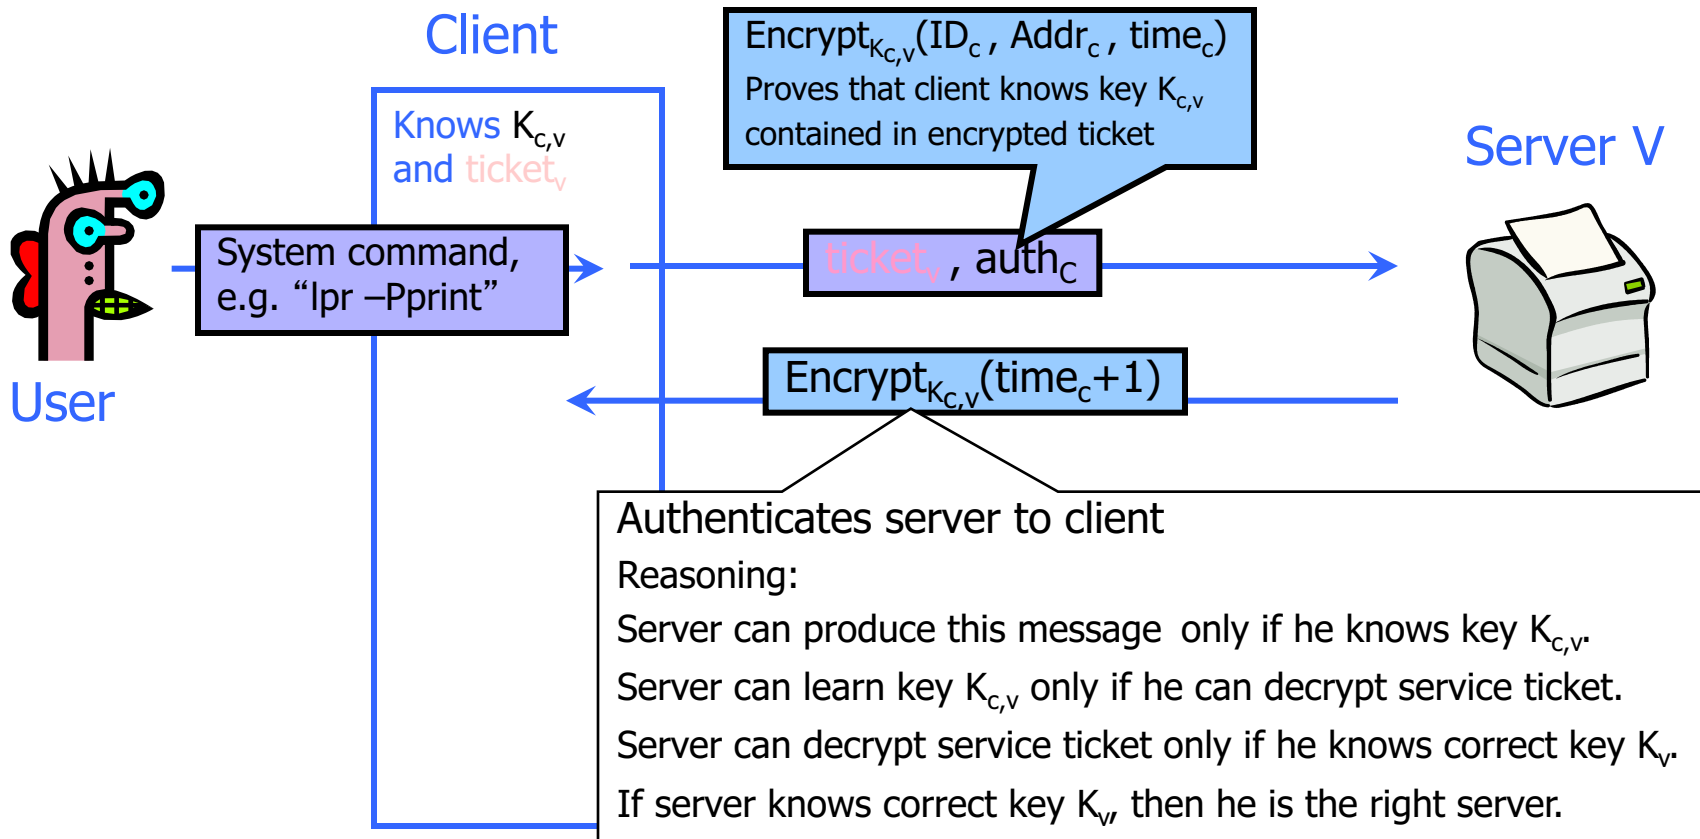 Client
Encrypt_{K_{c,v}}(ID_c , Addr_c , time_c)
Proves that client knows key K_{c,v}
contained in encrypted ticket
Knows K_{c,v}
and ticket_v
Server V
System command,
e.g. “lpr –Pprint”
ticket_v , auth_C
Encrypt_{K_{c,v}}(time_c+1)
User
Authenticates server to client
Reasoning:
Server can produce this message only if he knows key K_{c,v}.
Server can learn key K_{c,v} only if he can decrypt service ticket.
Server can decrypt service ticket only if he knows correct key K_v.
If server knows correct key K_v, then he is the right server.